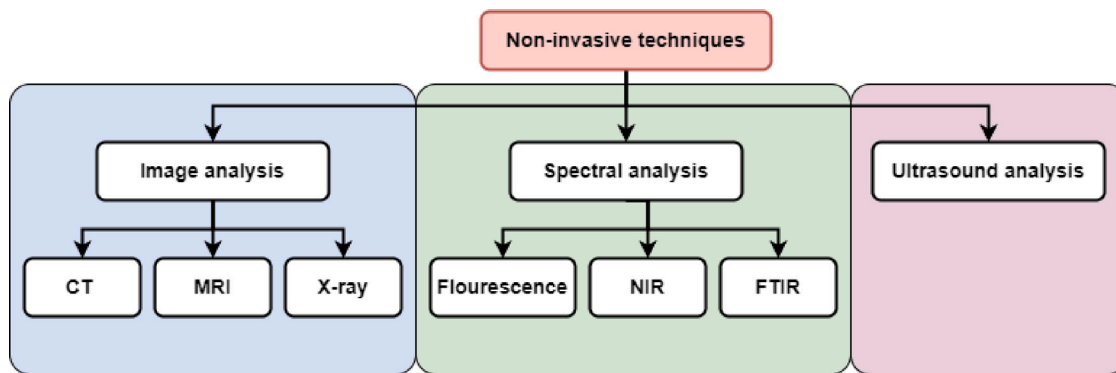 Non-invasive techniques
Image analysis
Spectral analysis
Ultrasound analysis
CT
MRI
X-ray
Flourescence
NIR
FTIR